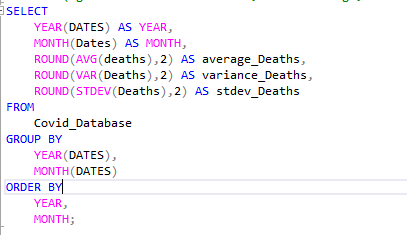 SELECT
YEAR(DATES) AS YEAR,
MONTH(Dates) AS MONTH,
ROUND(AVG(deaths),2) AS average_Deaths,
ROUND(VAR(Deaths),2) AS variance_Deaths,
ROUND(STDEV(Deaths),2) AS stdev_Deaths
FROM
Covid_Database
GROUP BY
YEAR(DATES),
MONTH(DATES)
ORDER BY
YEAR,
MONTH;